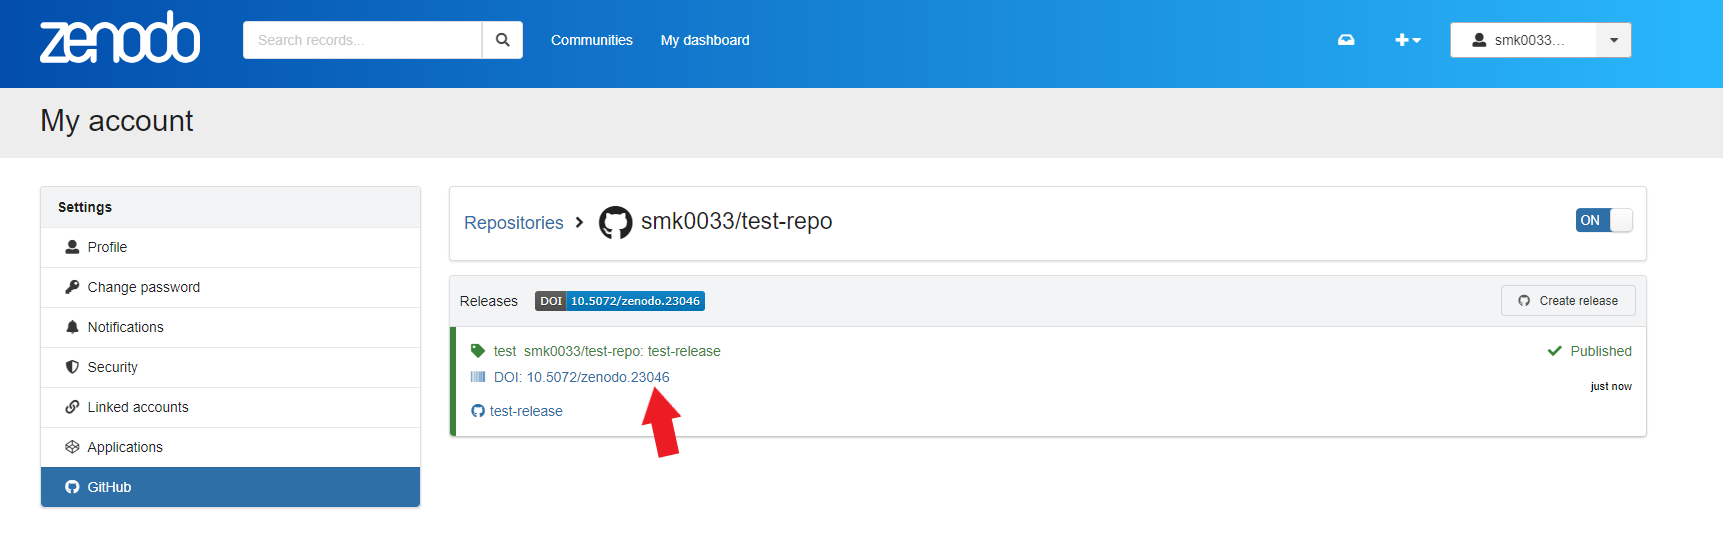 zenodo
Search records...
Communities
My dashboard
smk0033...
My account
Settings
Profile
Change password
Notifications
Security
Linked accounts
Applications
GitHub
Repositories
smk0033/test-repo
ON
Releases
DOI 10.5072/zenodo.23046
Create release
test smk0033/test-repo: test-release
Published
DOI: 10.5072/zenodo.23046
just now
test-release